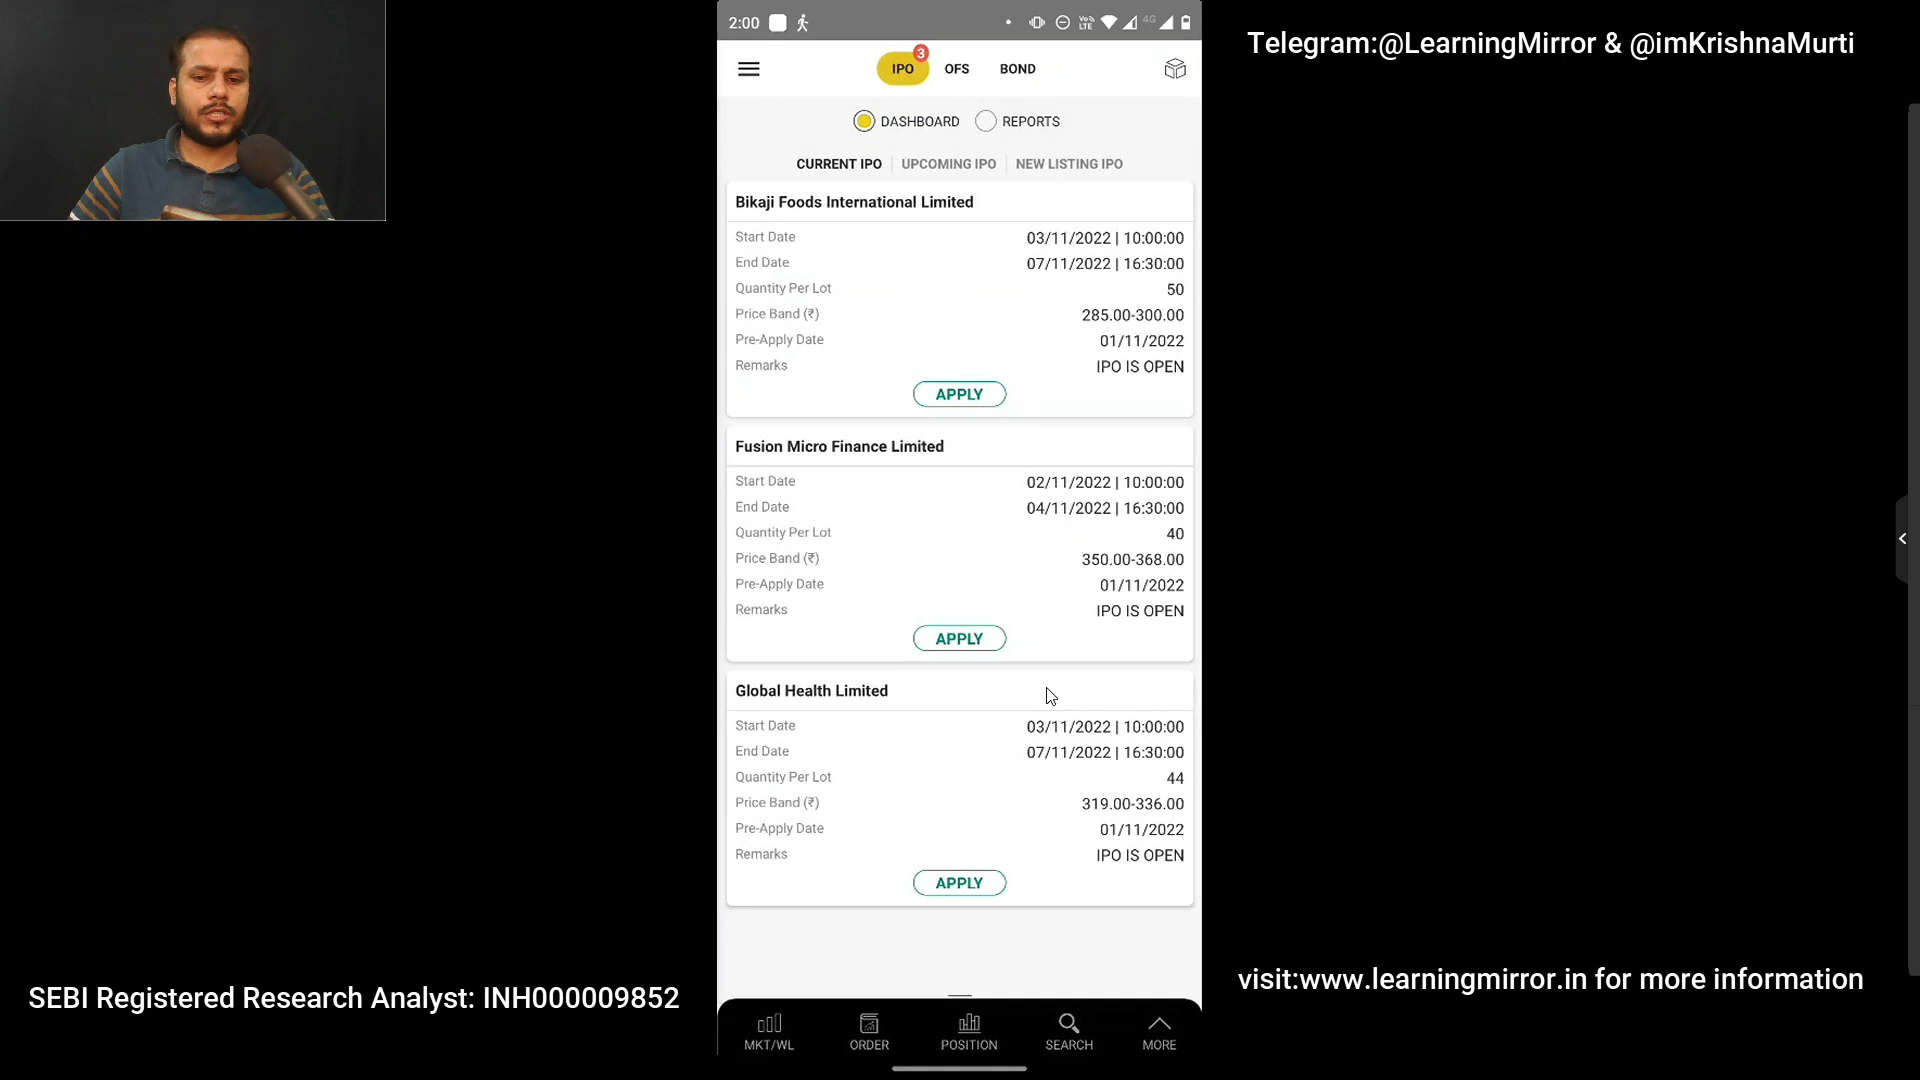 Telegram:@LearningMirror & @imKrishnaMurti
2:00
Vo LTE
4G
IPO
3
OFS
BOND
DASHBOARD
REPORTS
CURRENT IPO
UPCOMING IPO
NEW LISTING IPO
Bikaji Foods International Limited
Start Date 03/11/2022 | 10:00:00
End Date 07/11/2022 | 16:30:00
Quantity Per Lot 50
Price Band (₹) 285.00-300.00
Pre-Apply Date 01/11/2022
Remarks IPO IS OPEN
APPLY
Fusion Micro Finance Limited
Start Date 02/11/2022 | 10:00:00
End Date 04/11/2022 | 16:30:00
Quantity Per Lot 40
Price Band (₹) 350.00-368.00
Pre-Apply Date 01/11/2022
Remarks IPO IS OPEN
APPLY
Global Health Limited
Start Date 03/11/2022 | 10:00:00
End Date 07/11/2022 | 16:30:00
Quantity Per Lot 44
Price Band (₹) 319.00-336.00
Pre-Apply Date 01/11/2022
Remarks IPO IS OPEN
APPLY
MKT/WL
ORDER
POSITION
SEARCH
MORE
SEBI Registered Research Analyst: INH000009852
visit:www.learningmirror.in for more information